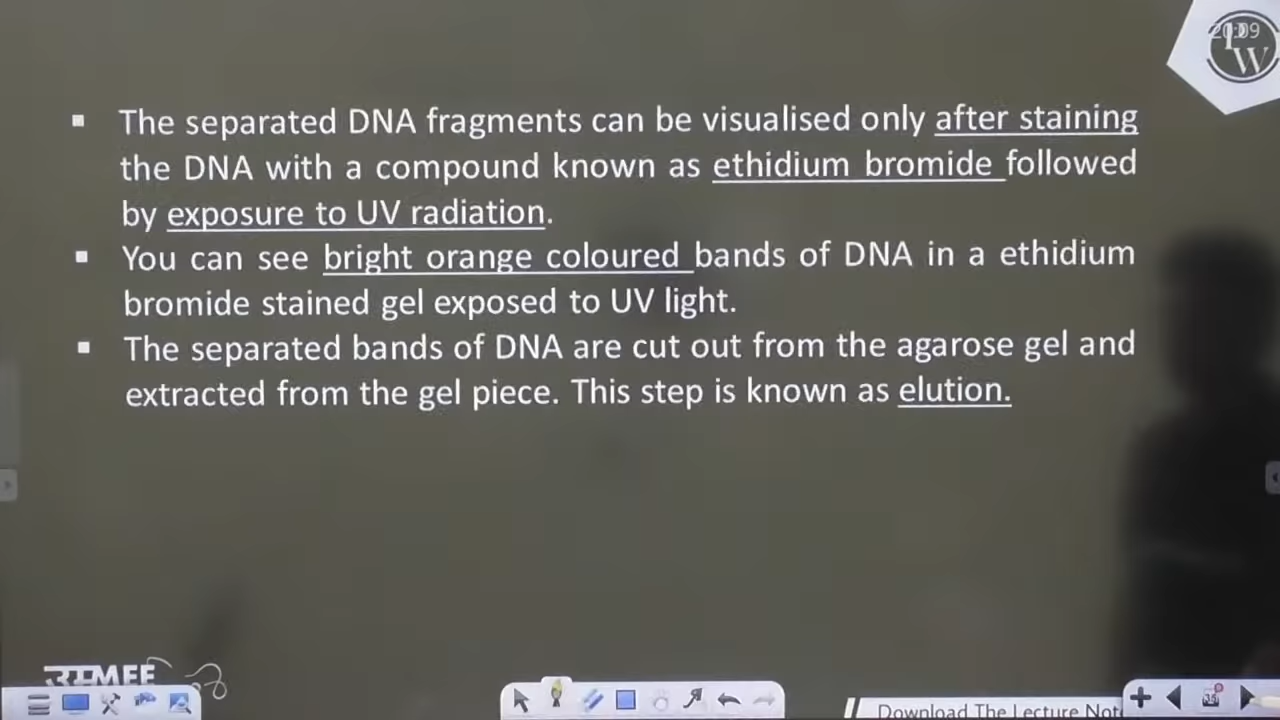 20:09
PW
▪ The separated DNA fragments can be visualised only after staining
the DNA with a compound known as ethidium bromide followed
by exposure to UV radiation.
▪ You can see bright orange coloured bands of DNA in a ethidium
bromide stained gel exposed to UV light.
▪ The separated bands of DNA are cut out from the agarose gel and
extracted from the gel piece. This step is known as elution.
Download The Lecture Not